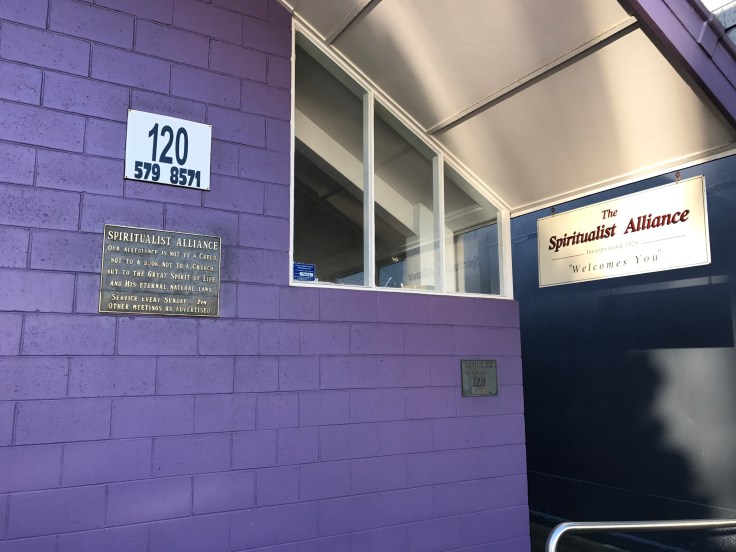 120
579 8571
SPIRITUALIST ALLIANCE
OUR ALLEGIANCE IS NOT TO A CREED
NOT TO A BOOK, NOT TO A CHURCH
BUT TO THE GREAT SPIRIT OF LIFE
AND HIS ETERNAL NATURAL LAWS
SERVICE EVERY SUNDAY 7PM
OTHER MEETINGS AS ADVERTISED
The
Spiritualist Alliance
Incorporated 1926
"Welcomes You"